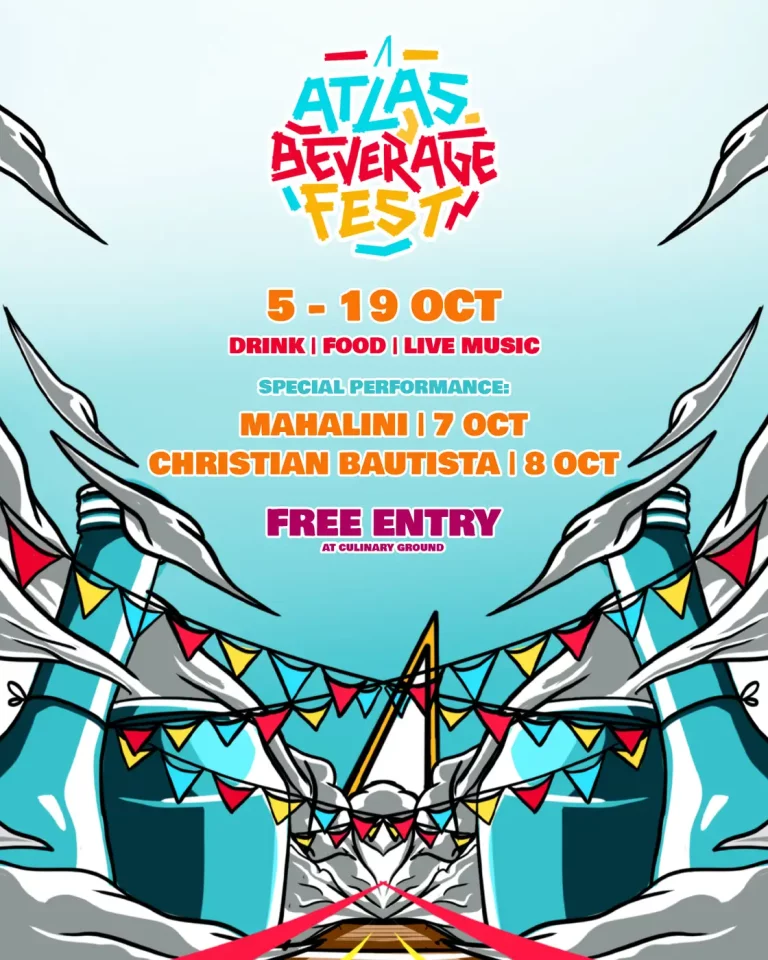 ATLAS
BEVERAGE
FEST
5 - 19 OCT
DRINK | FOOD | LIVE MUSIC
SPECIAL PERFORMANCE:
MAHALINI | 7 OCT
CHRISTIAN BAUTISTA | 8 OCT
FREE ENTRY
AT CULINARY GROUND